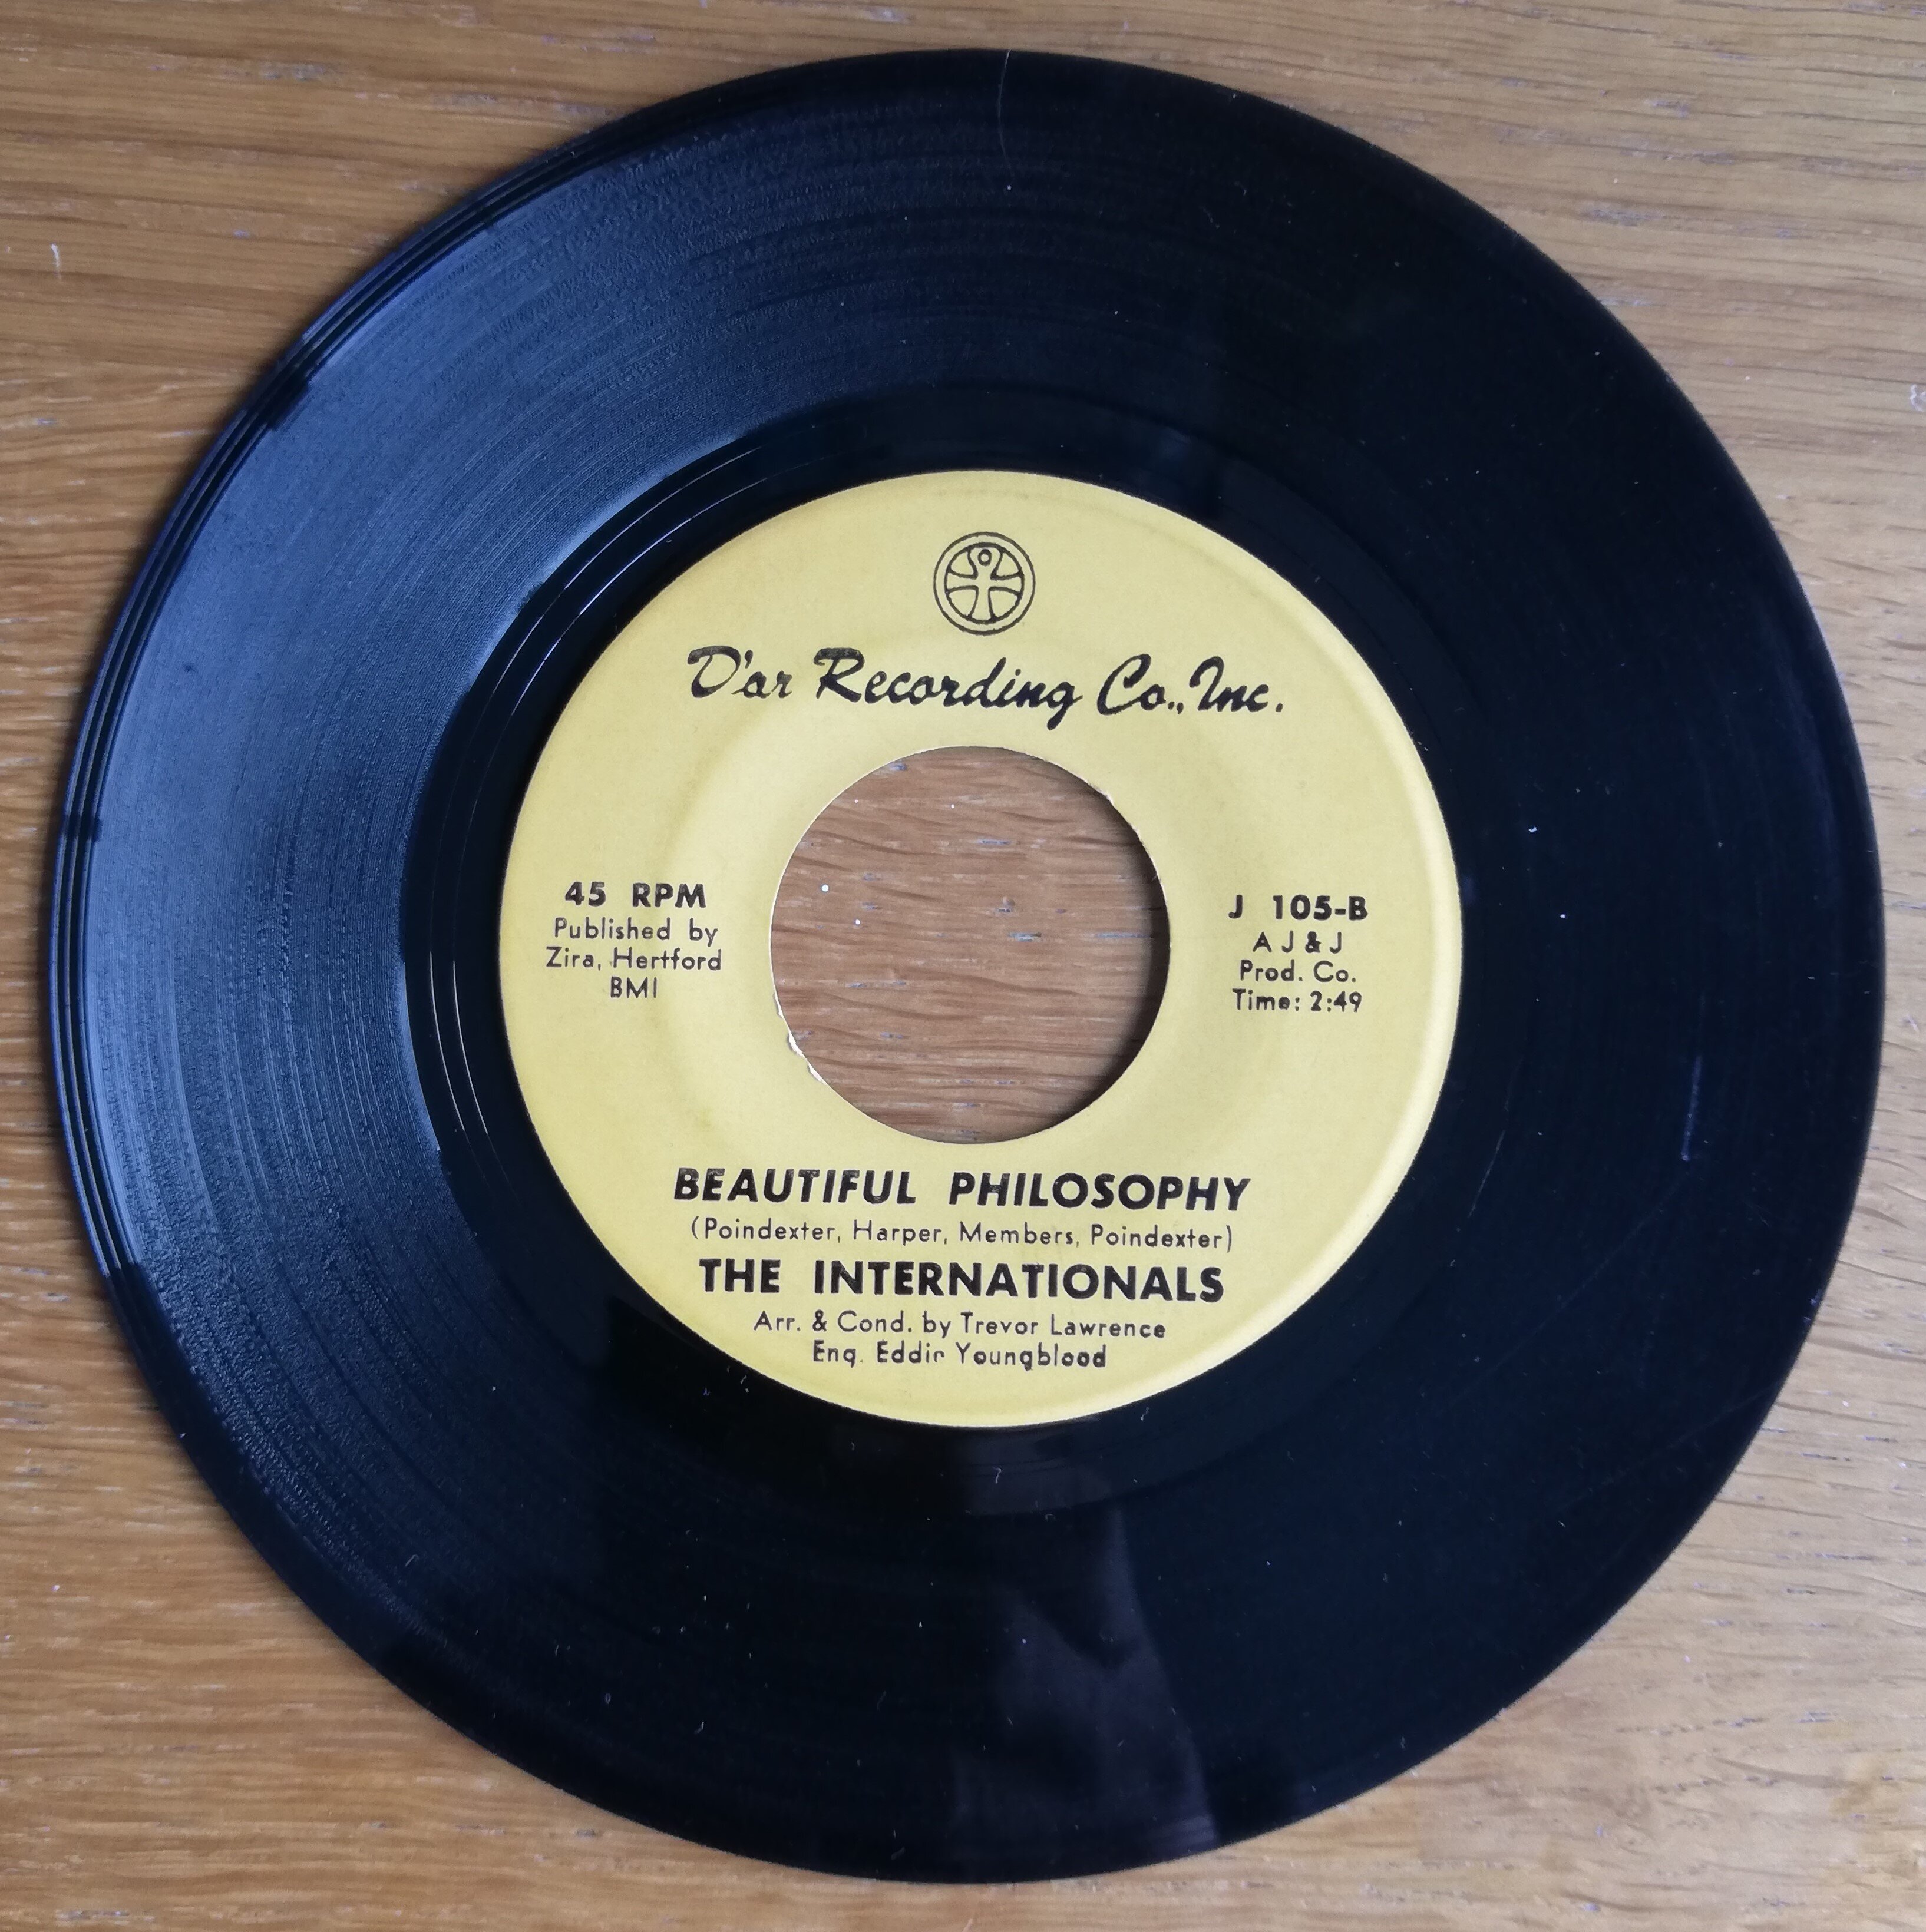 D'ar Recording Co., Inc.
45 RPM
Published by
Zira, Hertford
BMI
J 105-B
A J & J
Prod. Co.
Time: 2:49
BEAUTIFUL PHILOSOPHY
(Poindexter, Harper, Members, Poindexter)
THE INTERNATIONALS
Arr. & Cond. by Trevor Lawrence
Eng. Eddie Youngblood